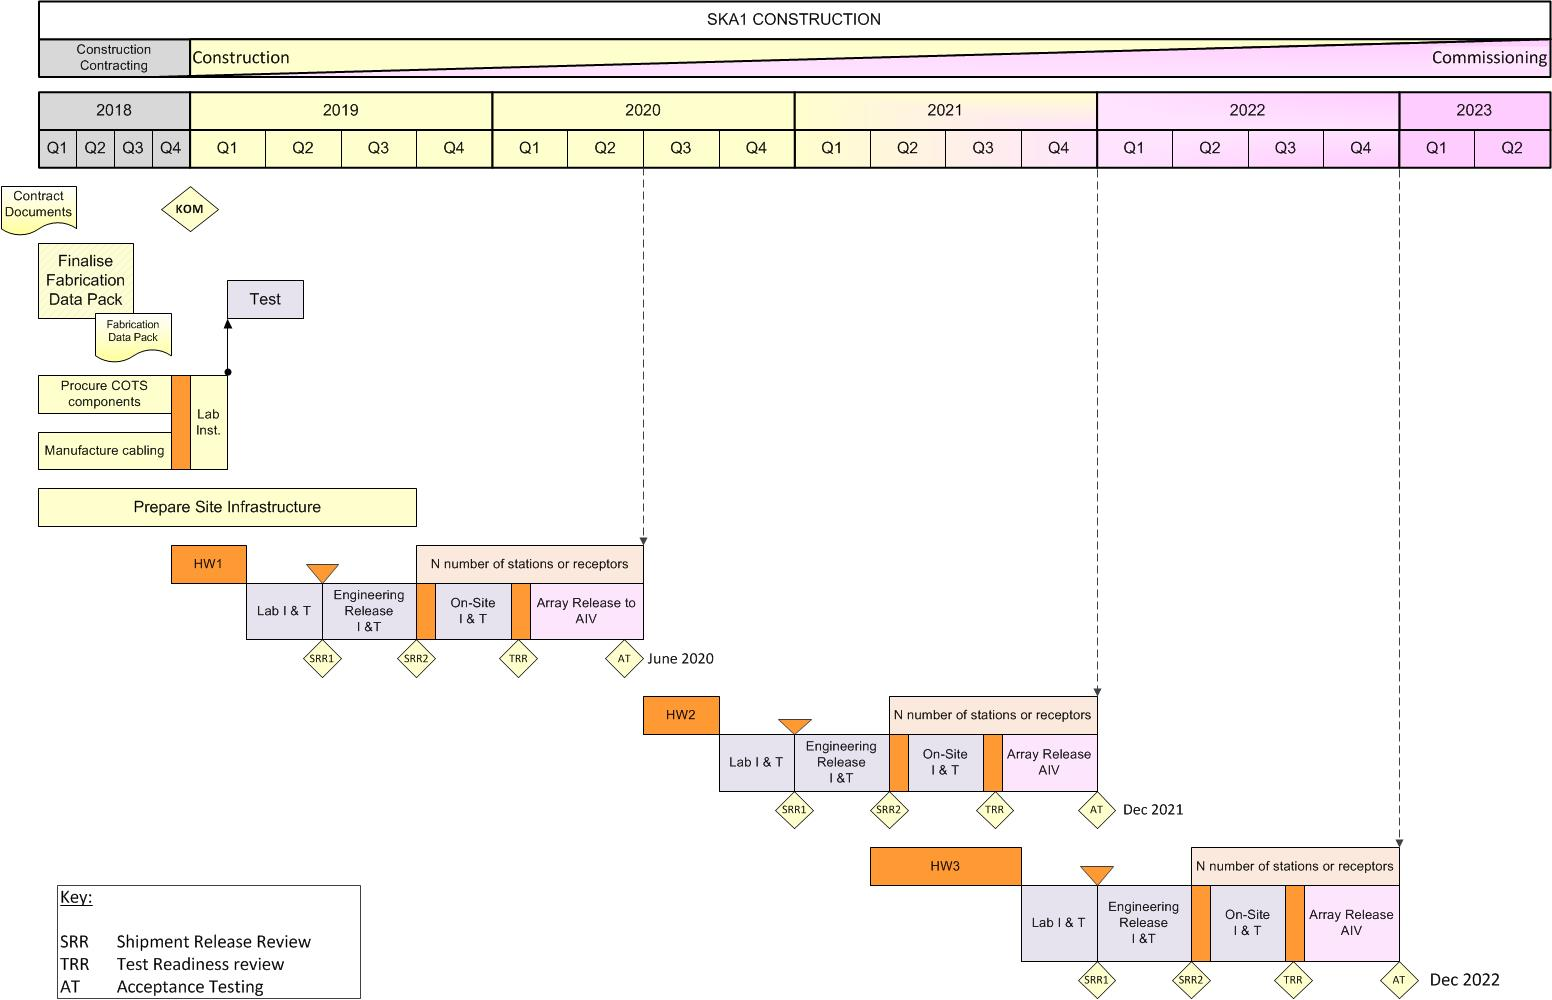 SKA1 CONSTRUCTION
Construction
Contracting
Construction
Commissioning
2018 2019 2020 2021 2022 2023
Q1 Q2 Q3 Q4 Q1 Q2 Q3 Q4 Q1 Q2 Q3 Q4 Q1 Q2 Q3 Q4 Q1 Q2 Q3 Q4 Q1 Q2
Contract
Documents
KOM
Finalise
Fabrication
Data Pack
Test
Fabrication
Data Pack
Procure COTS
components
Lab
Inst.
Manufacture cabling
Prepare Site Infrastructure
HW1
N number of stations or receptors
Lab I & T
Engineering
Release
I &T
On-Site
I & T
Array Release to
AIV
SRR1
SRR2
TRR
AT
June 2020
HW2
N number of stations or receptors
Lab I & T
Engineering
Release
I &T
On-Site
I & T
Array Release
AIV
SRR1
SRR2
TRR
AT
Dec 2021
HW3
N number of stations or receptors
Lab I & T
Engineering
Release
I &T
On-Site
I & T
Array Release
AIV
SRR1
SRR2
TRR
AT
Dec 2022
Key:
SRR Shipment Release Review
TRR Test Readiness review
AT Acceptance Testing